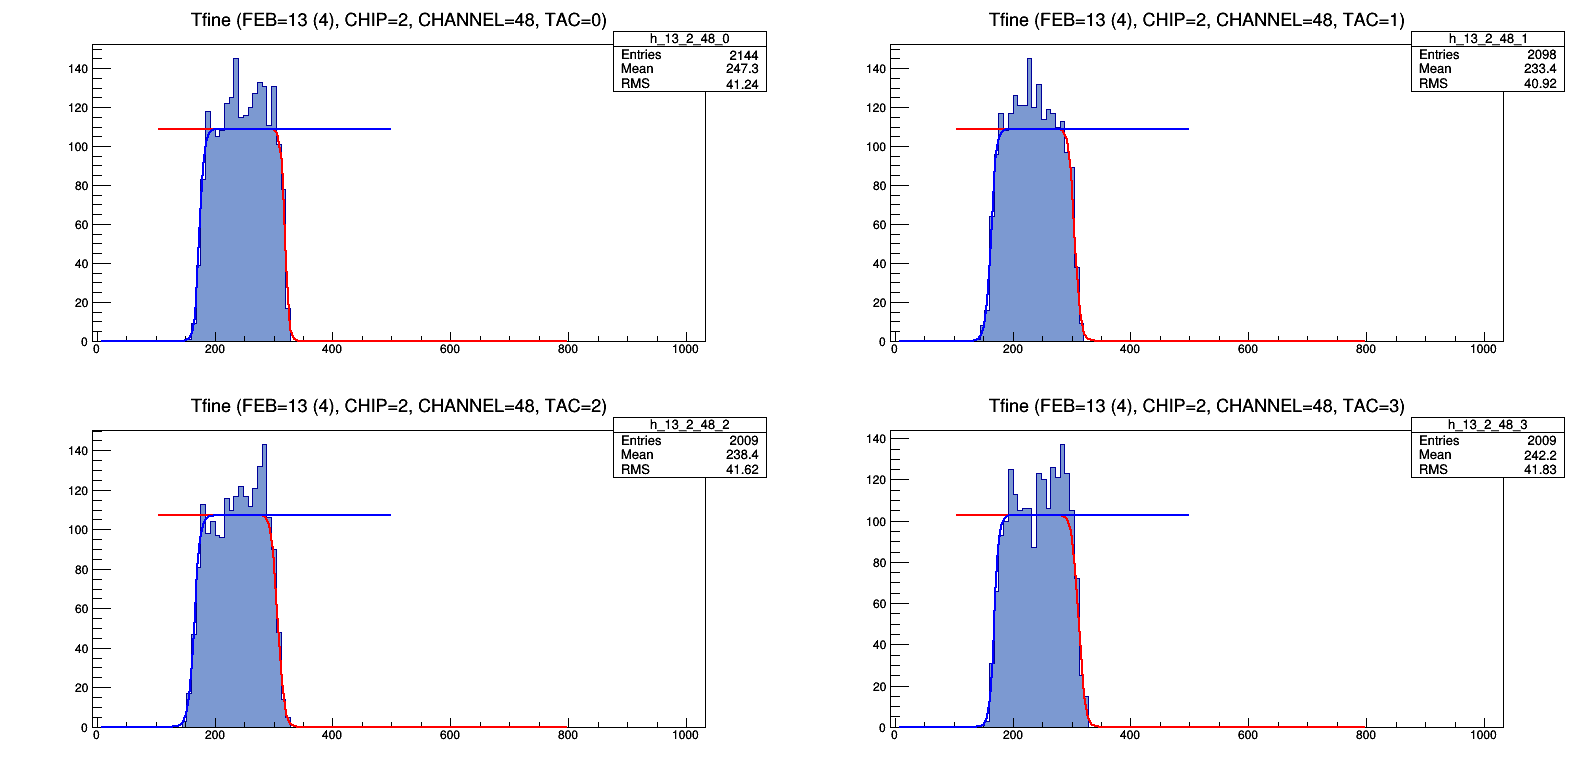 Tfine (FEB=13 (4), CHIP=2, CHANNEL=48, TAC=0)
h_13_2_48_0
Entries 2144
Mean 247.3
RMS 41.24
140
120
100
80
60
40
20
0
0 200 400 600 800 1000
Tfine (FEB=13 (4), CHIP=2, CHANNEL=48, TAC=1)
h_13_2_48_1
Entries 2098
Mean 233.4
RMS 40.92
140
120
100
80
60
40
20
0
0 200 400 600 800 1000
Tfine (FEB=13 (4), CHIP=2, CHANNEL=48, TAC=2)
h_13_2_48_2
Entries 2009
Mean 238.4
RMS 41.62
140
120
100
80
60
40
20
0
0 200 400 600 800 1000
Tfine (FEB=13 (4), CHIP=2, CHANNEL=48, TAC=3)
h_13_2_48_3
Entries 2009
Mean 242.2
RMS 41.83
140
120
100
80
60
40
20
0
0 200 400 600 800 1000